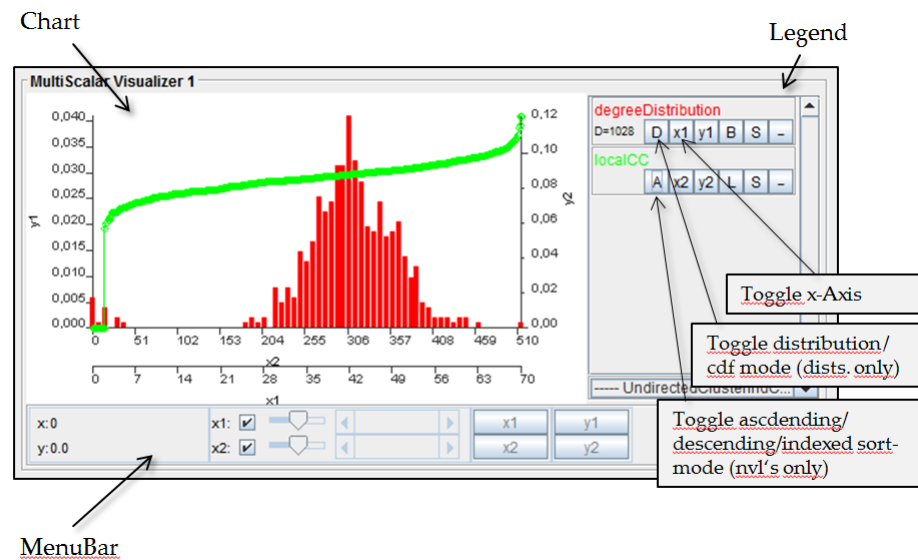 Chart
Legend
MultiScalar Visualizer 1
0,040
0,035
0,030
0,025
0,020
0,015
0,010
0,005
0,000
y1
0,12
0,10
0,08
0,06
0,04
0,02
0,00
y2
0 51 102 153 204 255 306 357 408 459 510
x2
0 7 14 21 28 35 42 49 56 63 70
x1
degreeDistribution
D=1028 D x1 y1 B S -
localCC
A x2 y2 L S -
Toggle x-Axis
Toggle distribution/
cdf mode (dists. only)
----- UndirectedClusteringC...
Toggle ascdending/
descending/indexed sort-
mode (nvl's only)
x:0 x1: x1 y1
y:0.0 x2: x2 y2
MenuBar